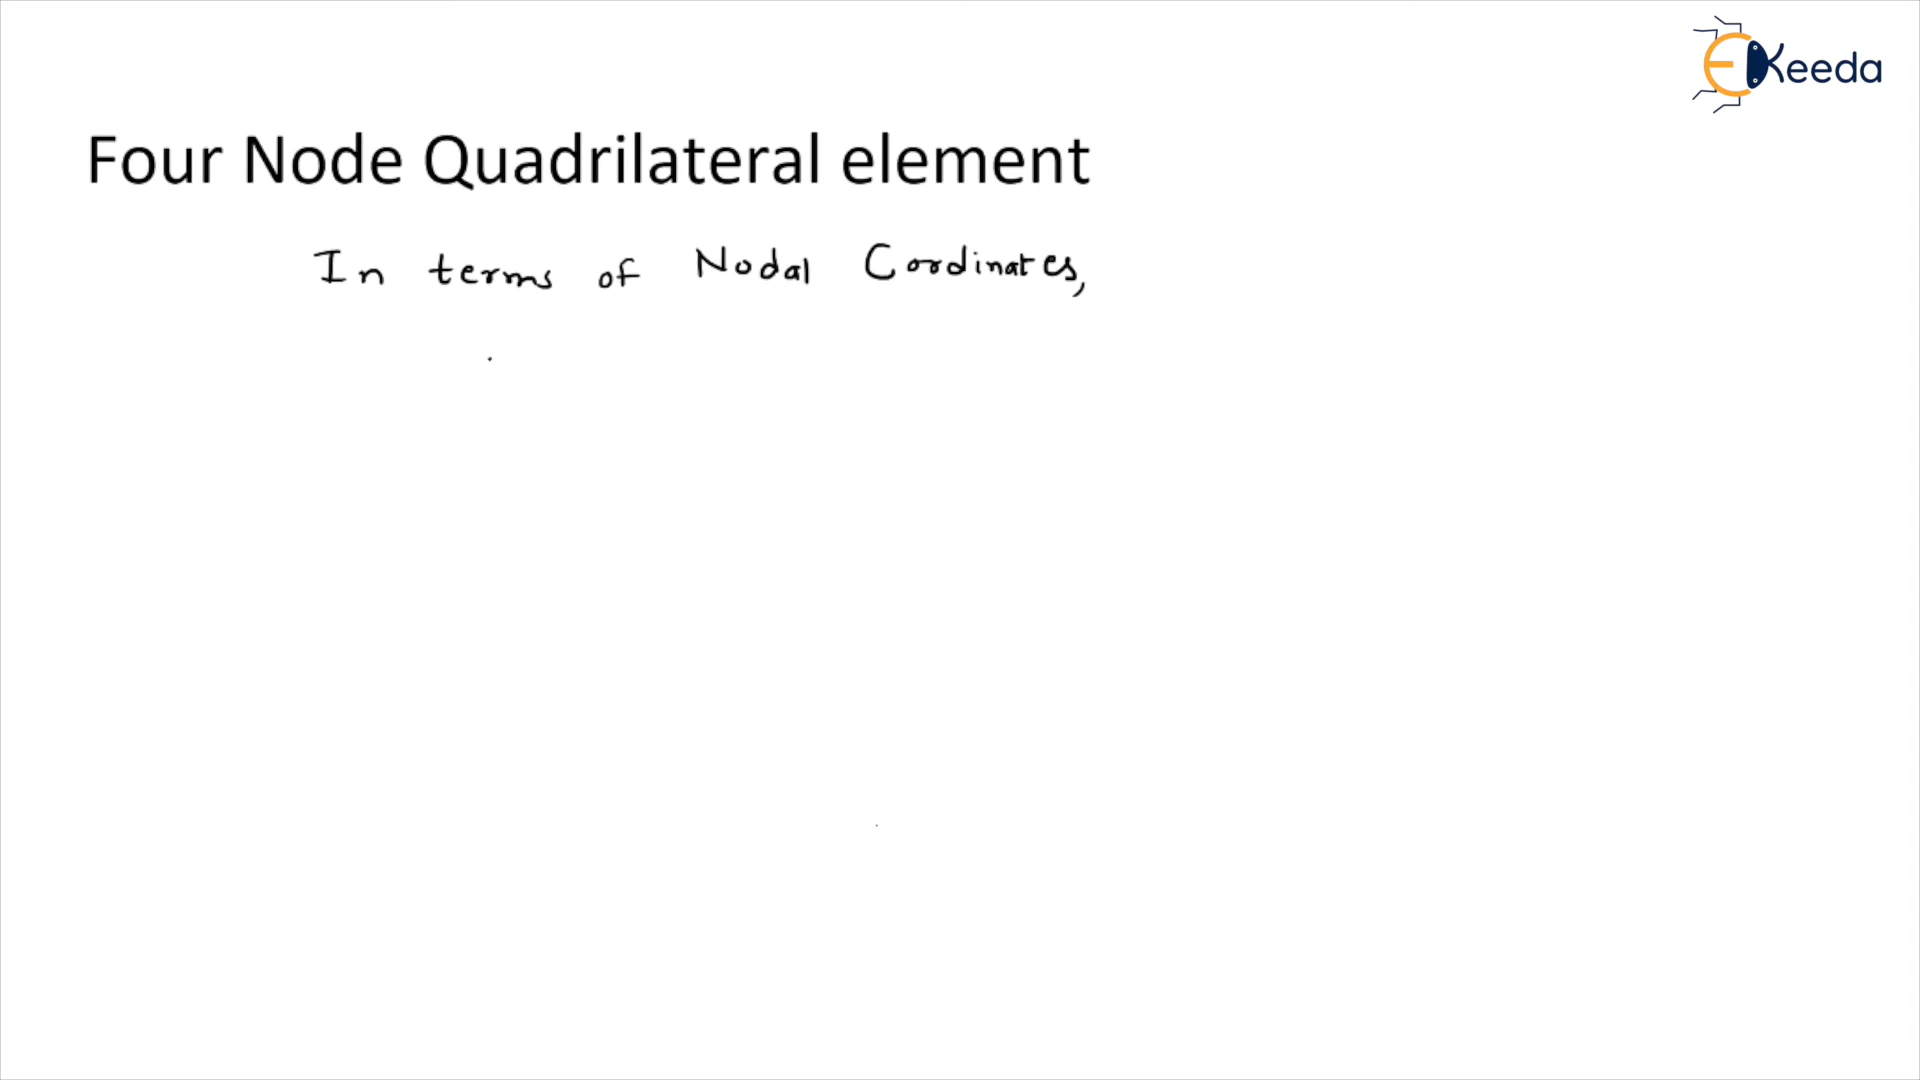 EKeeda
Four Node Quadrilateral element
In terms of Nodal Cordinates,